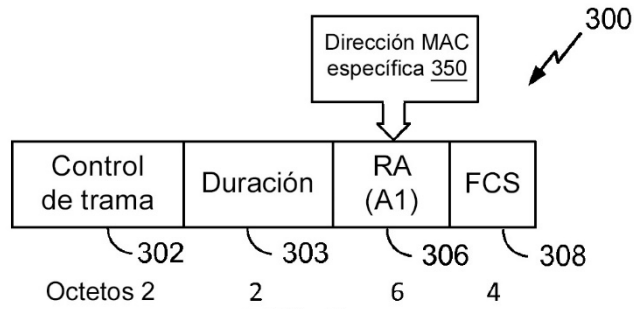 300
Dirección MAC
específica 350
Control
de trama
Duración
RA
(A1)
FCS
302
303
306
308
Octetos 2
2
6
4